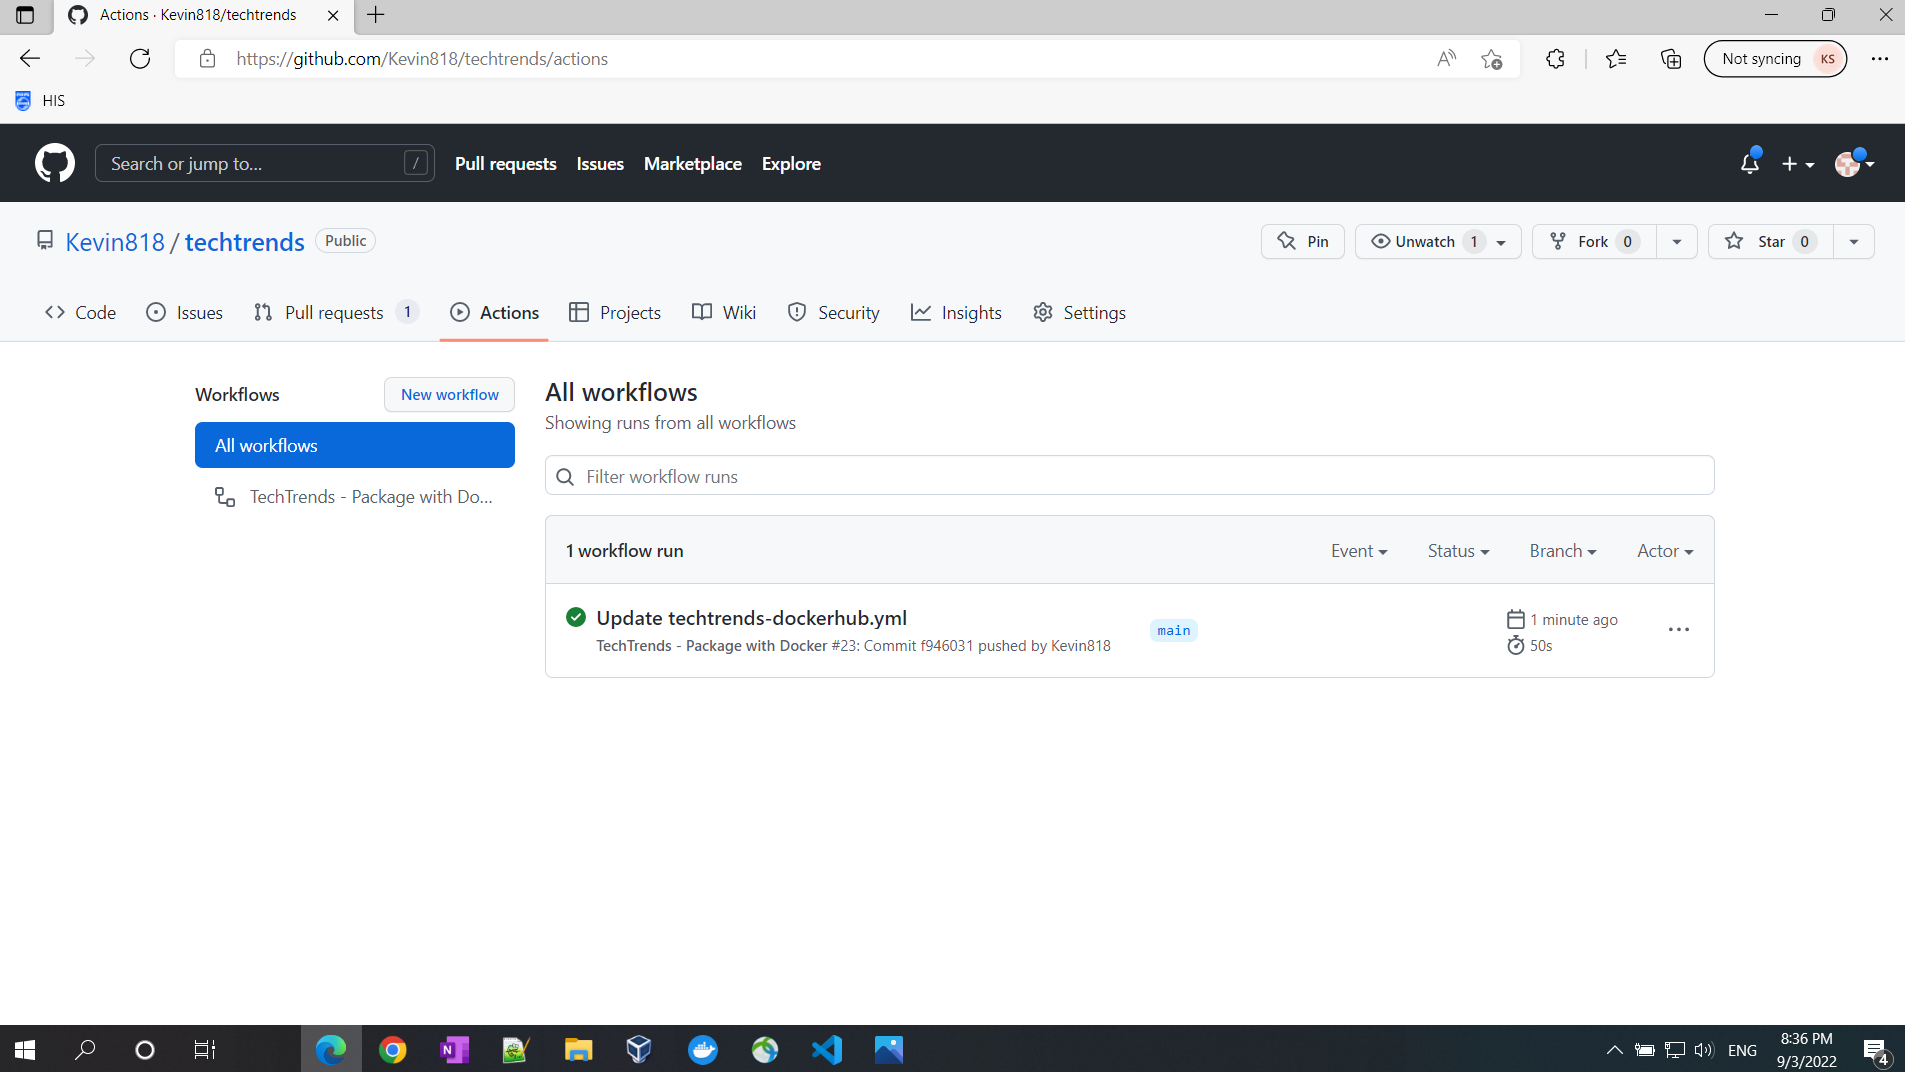 Actions · Kevin818/techtrends
https://github.com/Kevin818/techtrends/actions
Not syncing KS
HIS
Search or jump to... /
Pull requests Issues Marketplace Explore
Kevin818 / techtrends Public
Pin Unwatch 1 Fork 0 Star 0
Code Issues Pull requests 1 Actions Projects Wiki Security Insights Settings
Workflows
New workflow
All workflows
TechTrends - Package with Do...
All workflows
Showing runs from all workflows
Filter workflow runs
1 workflow run
Event Status Branch Actor
Update techtrends-dockerhub.yml
TechTrends - Package with Docker #23: Commit f946031 pushed by Kevin818
main
1 minute ago
50s
ENG
8:36 PM
9/3/2022
4